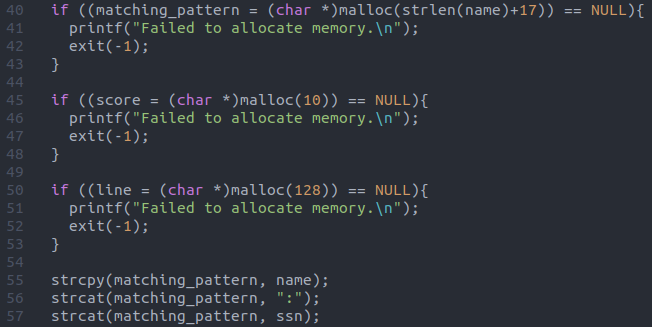 40 if ((matching_pattern = (char *)malloc(strlen(name)+17)) == NULL){
41 printf("Failed to allocate memory.\n");
42 exit(-1);
43 }
44
45 if ((score = (char *)malloc(10)) == NULL){
46 printf("Failed to allocate memory.\n");
47 exit(-1);
48 }
49
50 if ((line = (char *)malloc(128)) == NULL){
51 printf("Failed to allocate memory.\n");
52 exit(-1);
53 }
54
55 strcpy(matching_pattern, name);
56 strcat(matching_pattern, ":");
57 strcat(matching_pattern, ssn);